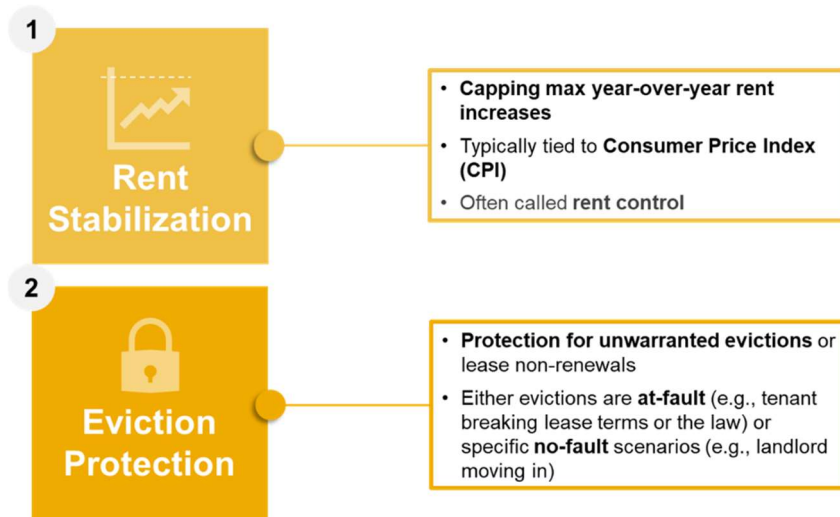 1
Rent
Stabilization
• Capping max year-over-year rent
increases
• Typically tied to Consumer Price Index
(CPI)
• Often called rent control
2
Eviction
Protection
• Protection for unwarranted evictions or
lease non-renewals
• Either evictions are at-fault (e.g., tenant
breaking lease terms or the law) or
specific no-fault scenarios (e.g., landlord
moving in)